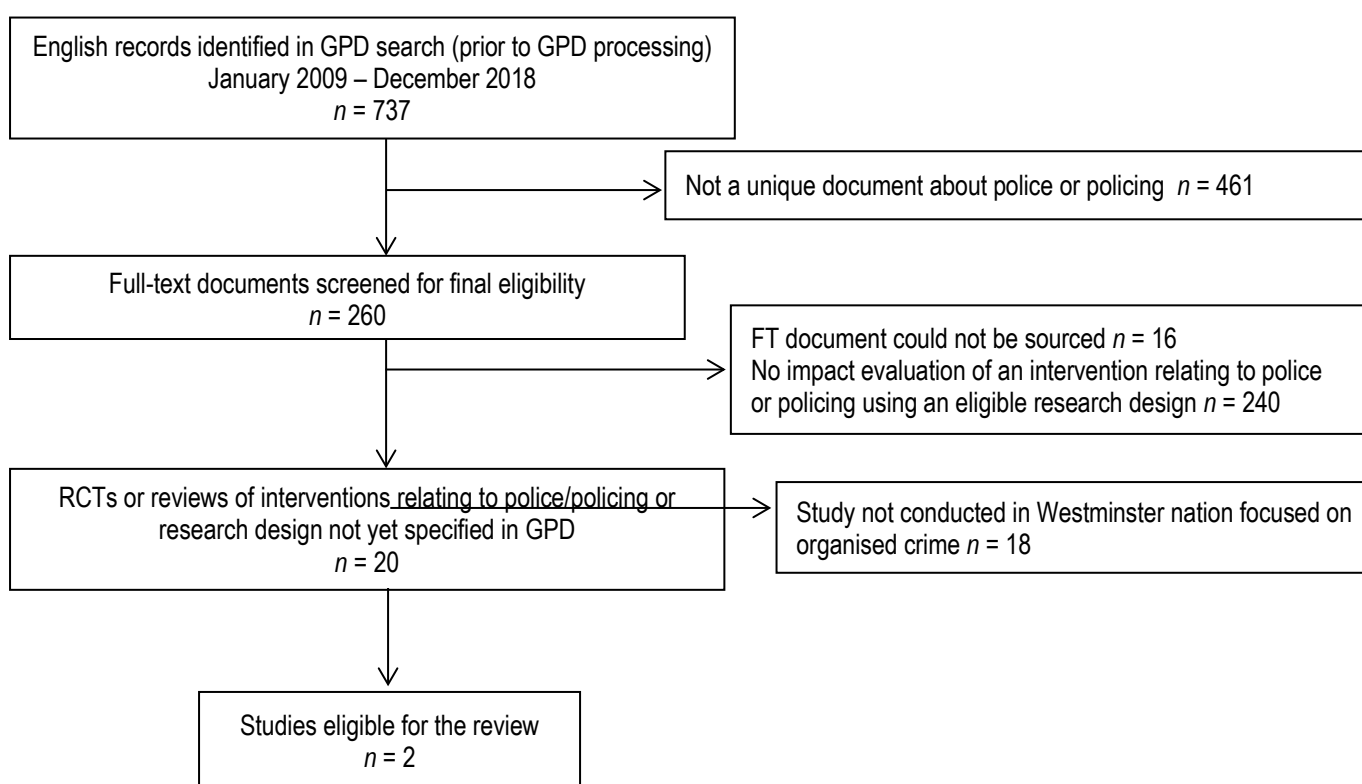 English records identified in GPD search (prior to GPD processing)
January 2009 – December 2018
n = 737
Not a unique document about police or policing n = 461
Full-text documents screened for final eligibility
n = 260
FT document could not be sourced n = 16
No impact evaluation of an intervention relating to police
or policing using an eligible research design n = 240
RCTs or reviews of interventions relating to police/policing or
research design not yet specified in GPD
n = 20
Study not conducted in Westminster nation focused on
organised crime n = 18
Studies eligible for the review
n = 2